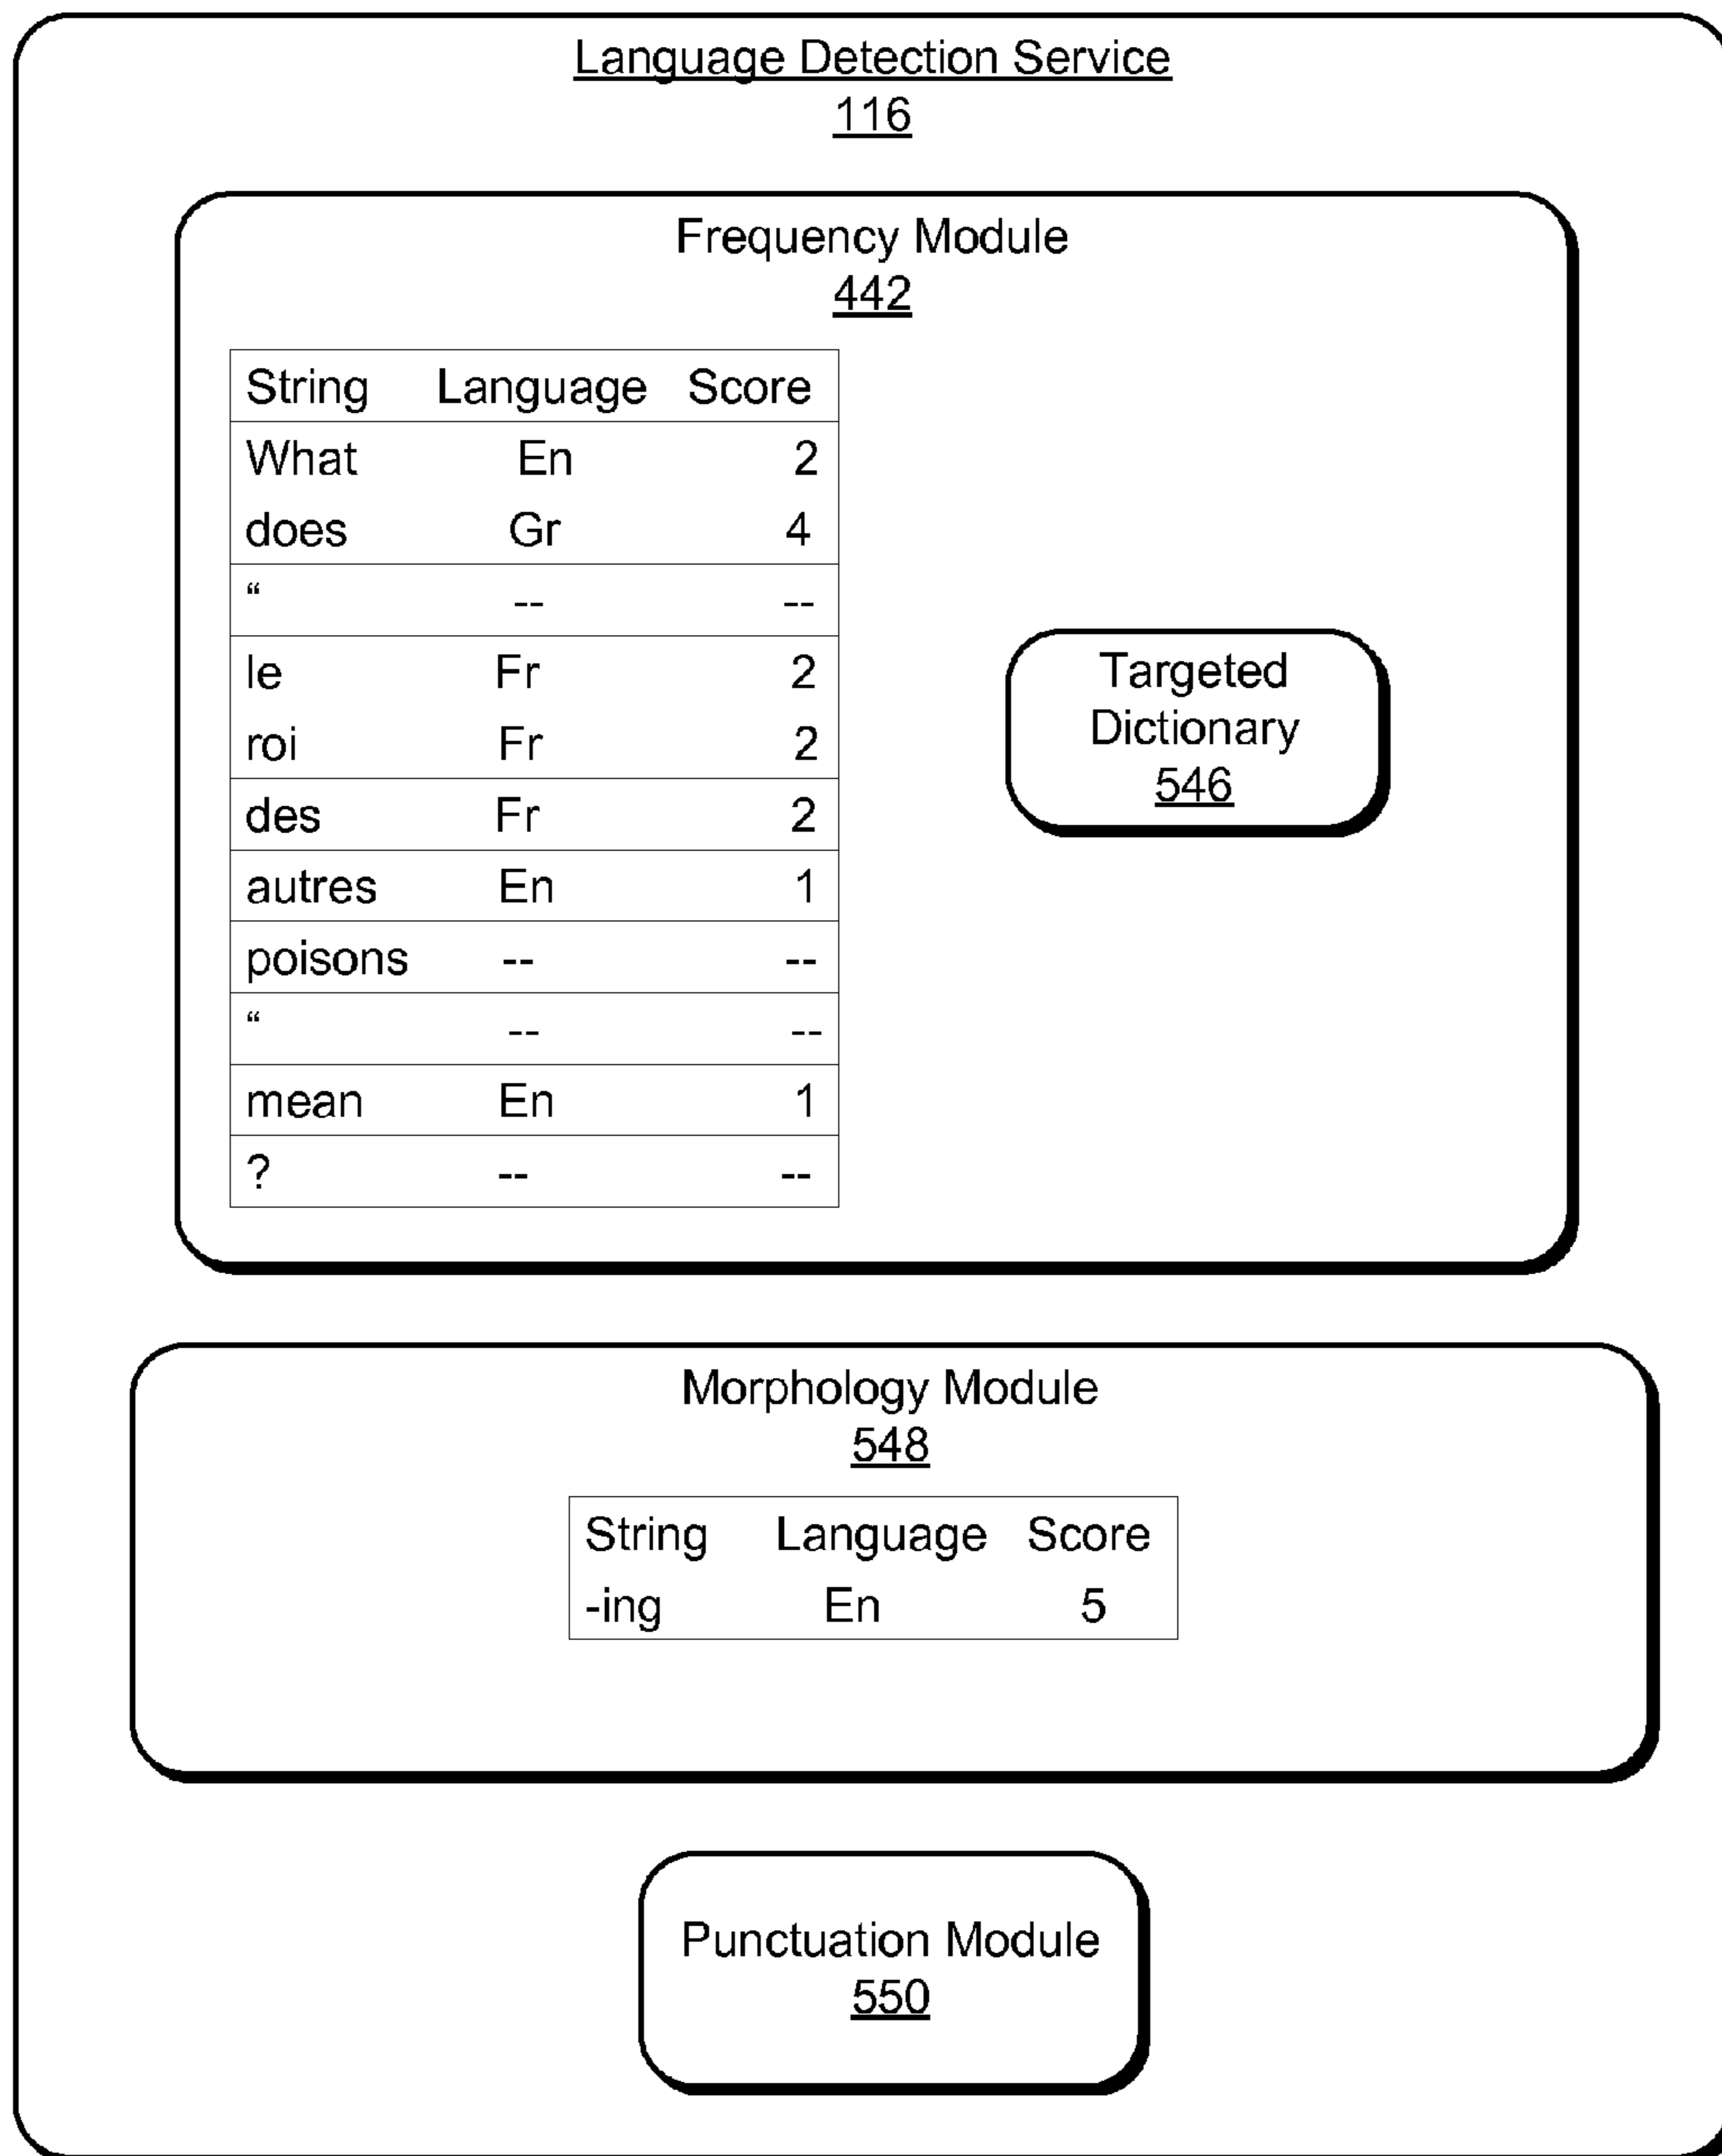 Language Detection Service
116
Frequency Module
442
String Language Score
What En 2
does Gr 4
“ -- --
le Fr 2
roi Fr 2
des Fr 2
autres En 1
poisons -- --
“ -- --
mean En 1
? -- --
Targeted
Dictionary
546
Morphology Module
548
String Language Score
-ing En 5
Punctuation Module
550